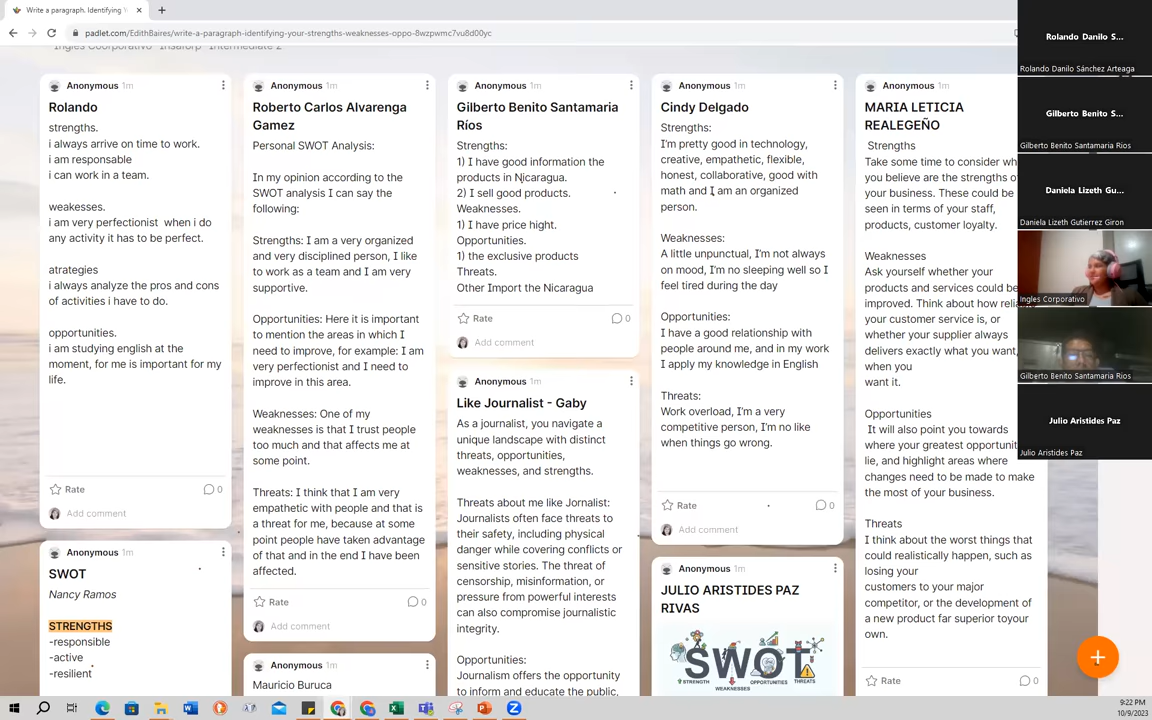 Write a paragraph. Identifying Y
padlet.com/EdithBaires/write-a-paragraph-identifying-your-strengths-weaknesses-oppo-8wzpwmc7vu8d00yc
Ingles Coorporativo Insaforp Intermediate 2
Anonymous 1m
Rolando
strengths.
i always arrive on time to work.
i am responsible
i can work in a team.
weakesses.
i am very perfectionist when i do
any activity it has to be perfect.
atrategies
i always analyze the pros and cons
of activities i have to do.
opportunities.
i am studying english at the
moment, for me is important for my
life.
Rate
0
Add comment
Anonymous 1m
SWOT
Nancy Ramos
STRENGTHS
-responsible
-active
-resilient
Anonymous 1m
Roberto Carlos Alvarenga
Gamez
Personal SWOT Analysis:
In my opinion according to the
SWOT analysis I can say the
following:
Strengths: I am a very organized
and very disciplined person, I like
to work as a team and I am very
supportive.
Opportunities: Here it is important
to mention the areas in which I
need to improve, for example: I am
very perfectionist and I need to
improve in this area.
Weaknesses: One of my
weaknesses is that I trust people
too much and that affects me at
some point.
Threats: I think that I am very
empathetic with people and that is
a threat for me, because at some
point people have taken advantage
of that and in the end I have been
affected.
Rate
0
Add comment
Anonymous 1m
Mauricio Buruca
Anonymous 1m
Gilberto Benito Santamaria
Ríos
Strengths:
1) I have good information the
products in Nicaragua.
2) I sell good products.
Weaknesses.
1) I have price hight.
Opportunities.
1) the exclusive products
Threats.
Other Import the Nicaragua
Rate
0
Add comment
Anonymous 1m
Like Journalist - Gaby
As a journalist, you navigate a
unique landscape with distinct
threats, opportunities,
weaknesses, and strengths.
Threats about me like Jornalist:
Journalists often face threats to
their safety, including physical
danger while covering conflicts or
sensitive stories. The threat of
censorship, misinformation, or
pressure from powerful interests
can also compromise journalistic
integrity.
Opportunities:
Journalism offers the opportunity
to inform and educate the public,
Anonymous 1m
Cindy Delgado
Strengths:
I'm pretty good in technology,
creative, empathetic, flexible,
honest, collaborative, good with
math and I am an organized
person.
Weaknesses:
A little unpunctual, I'm not always
on mood, I'm no sleeping well so I
feel tired during the day
Opportunities:
I have a good relationship with
people around me, and in my work
I apply my knowledge in English
Threats:
Work overload, I'm a very
competitive person, I'm no like
when things go wrong.
Rate
0
Add comment
Anonymous 1m
JULIO ARISTIDES PAZ
RIVAS
SWOT
STRENGTH
WEAKNESSES
OPPORTUNITIES
THREATS
Anonymous 1m
MARIA LETICIA
REALEGEÑO
Strengths
Take some time to consider wh
you believe are the strengths of
your business. These could be
seen in terms of your staff,
products, customer loyalty.
Weaknesses
Ask yourself whether your
products and services could be
improved. Think about how reli
your customer service is, or
whether your supplier always
delivers exactly what you want,
when you
want it.
Opportunities
It will also point you towards
where your greatest opportunit
lie, and highlight areas where
changes need to be made to make
the most of your business.
Threats
I think about the worst things that
could realistically happen, such as
losing your
customers to your major
competitor, or the development of
a new product far superior toyour
own.
Rate
0
Rolando Danilo S...
Rolando Danilo Sánchez Arteaga
Gilberto Benito S...
Gilberto Benito Santamaria Rios
Daniela Lizeth Gu...
Daniela Lizeth Gutierrez Giron
Ingles Corporativo
Gilberto Benito Santamaria Rios
Julio Aristides Paz
Julio Aristides Paz
9:22 PM
10/9/2023